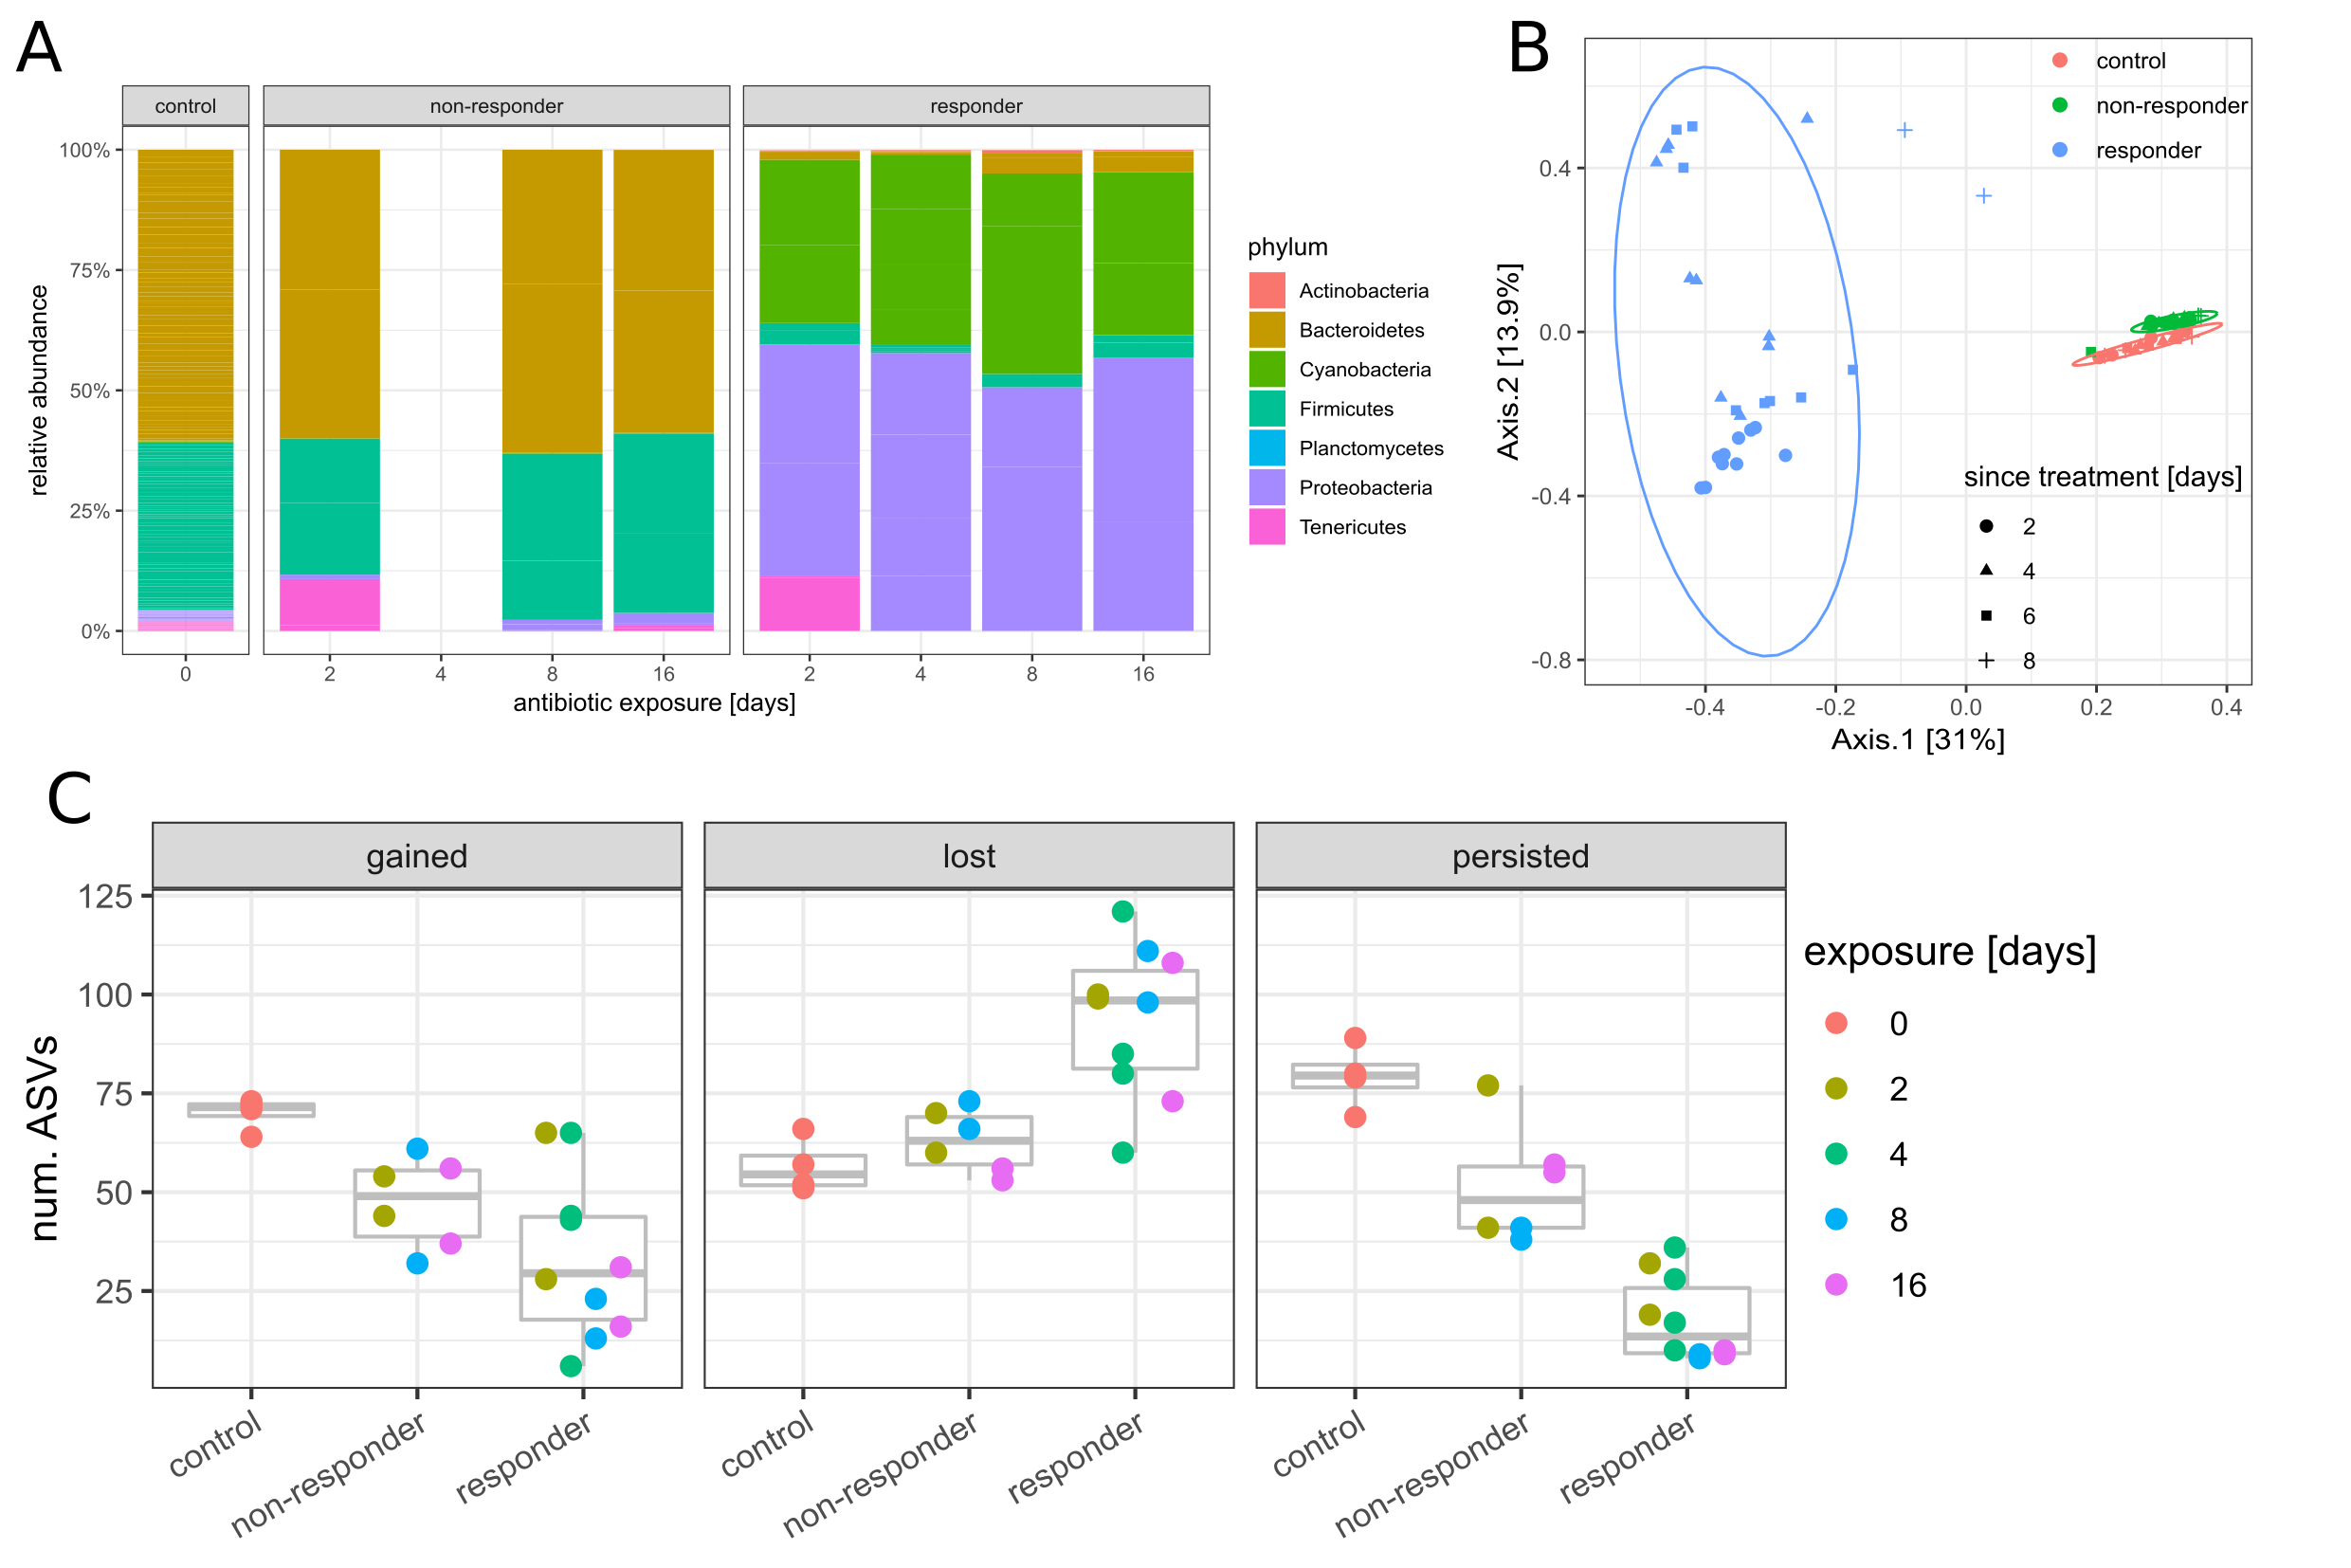 A
control
non-responder
responder
100%
75%
50%
25%
0%
relative abundance
0
2
4
8
16
2
4
8
16
antibiotic exposure [days]
phylum
Actinobacteria
Bacteroidetes
Cyanobacteria
Firmicutes
Planctomycetes
Proteobacteria
Tenericutes
B
control
non-responder
responder
0.4
0.0
-0.4
-0.8
Axis.2 [13.9%]
since treatment [days]
2
4
6
8
-0.4
-0.2
0.0
0.2
0.4
Axis.1 [31%]
C
gained
lost
persisted
125
100
75
50
25
num. ASVs
control
non-responder
responder
control
non-responder
responder
control
non-responder
responder
exposure [days]
0
2
4
8
16